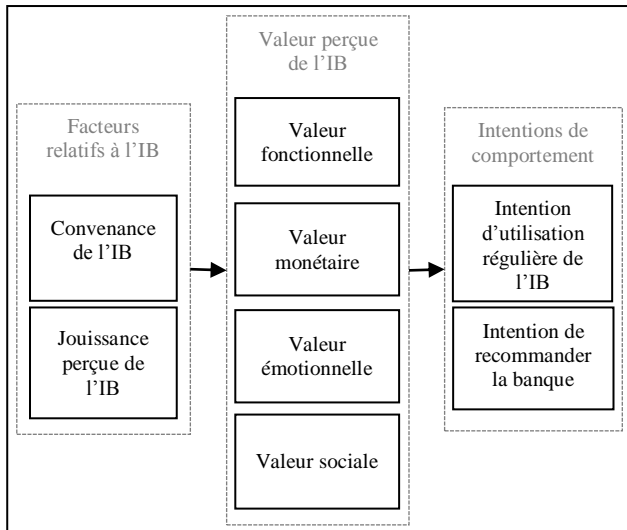 Facteurs
relatifs à l’IB
Convenance
de l’IB
Jouissance
perçue de
l’IB
Valeur perçue
de l’IB
Valeur
fonctionnelle
Valeur
monétaire
Valeur
émotionnelle
Valeur sociale
Intentions de
comportement
Intention
d’utilisation
régulière de
l’IB
Intention de
recommander
la banque